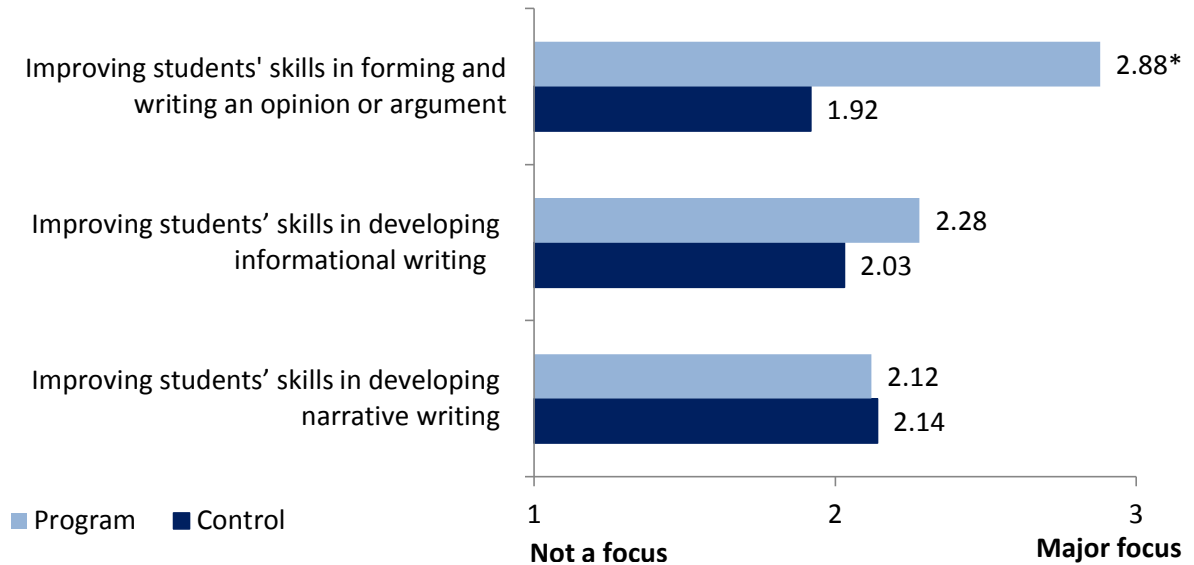 Improving students' skills in forming and
writing an opinion or argument
2.88*
1.92
Improving students’ skills in developing
informational writing
2.28
2.03
Improving students’ skills in developing
narrative writing
2.12
2.14
Program
Control
1
2
3
Not a focus
Major focus